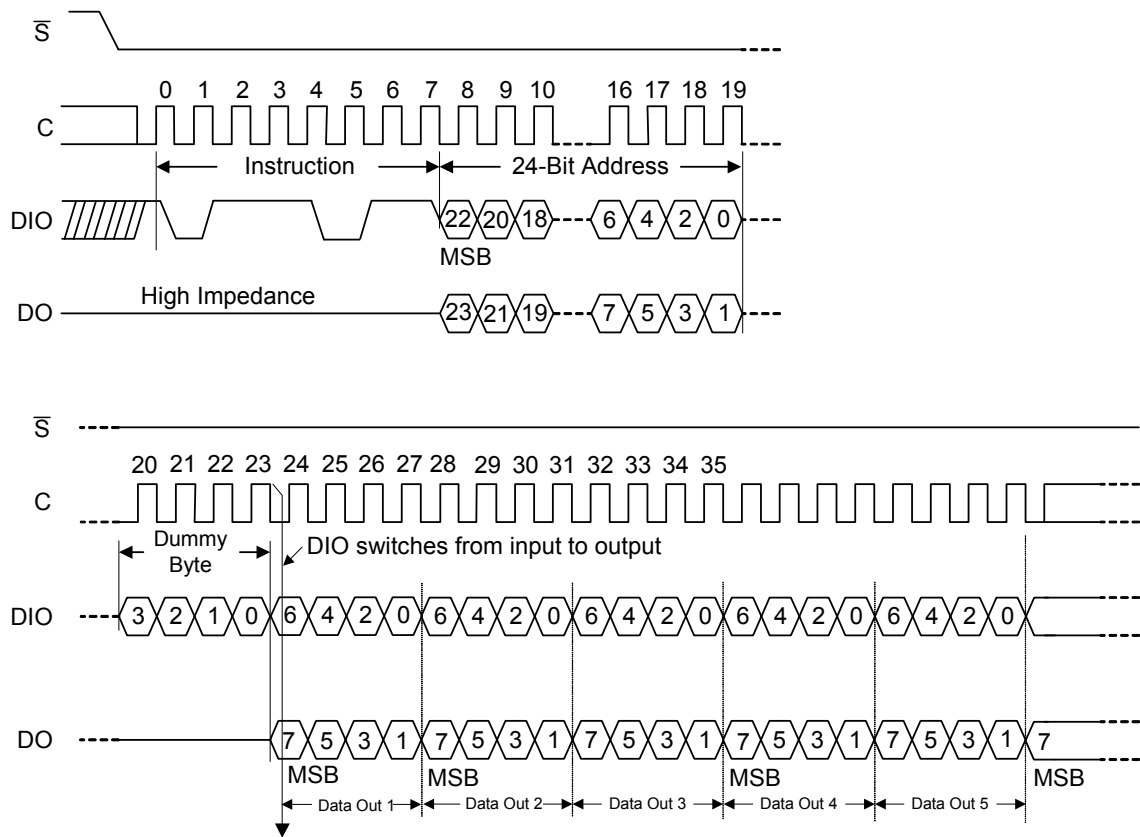 S
0 1 2 3 4 5 6 7 8 9 10 16 17 18 19
C
Instruction 24-Bit Address
DIO 22 20 18 6 4 2 0
MSB
High Impedance
DO 23 21 19 7 5 3 1
S
20 21 22 23 24 25 26 27 28 29 30 31 32 33 34 35
C
Dummy
Byte
DIO switches from input to output
DIO 3 2 1 0 6 4 2 0 6 4 2 0 6 4 2 0 6 4 2 0 6 4 2 0
DO 7 5 3 1 7 5 3 1 7 5 3 1 7 5 3 1 7 5 3 1 7
MSB MSB MSB MSB
Data Out 1 Data Out 2 Data Out 3 Data Out 4 Data Out 5